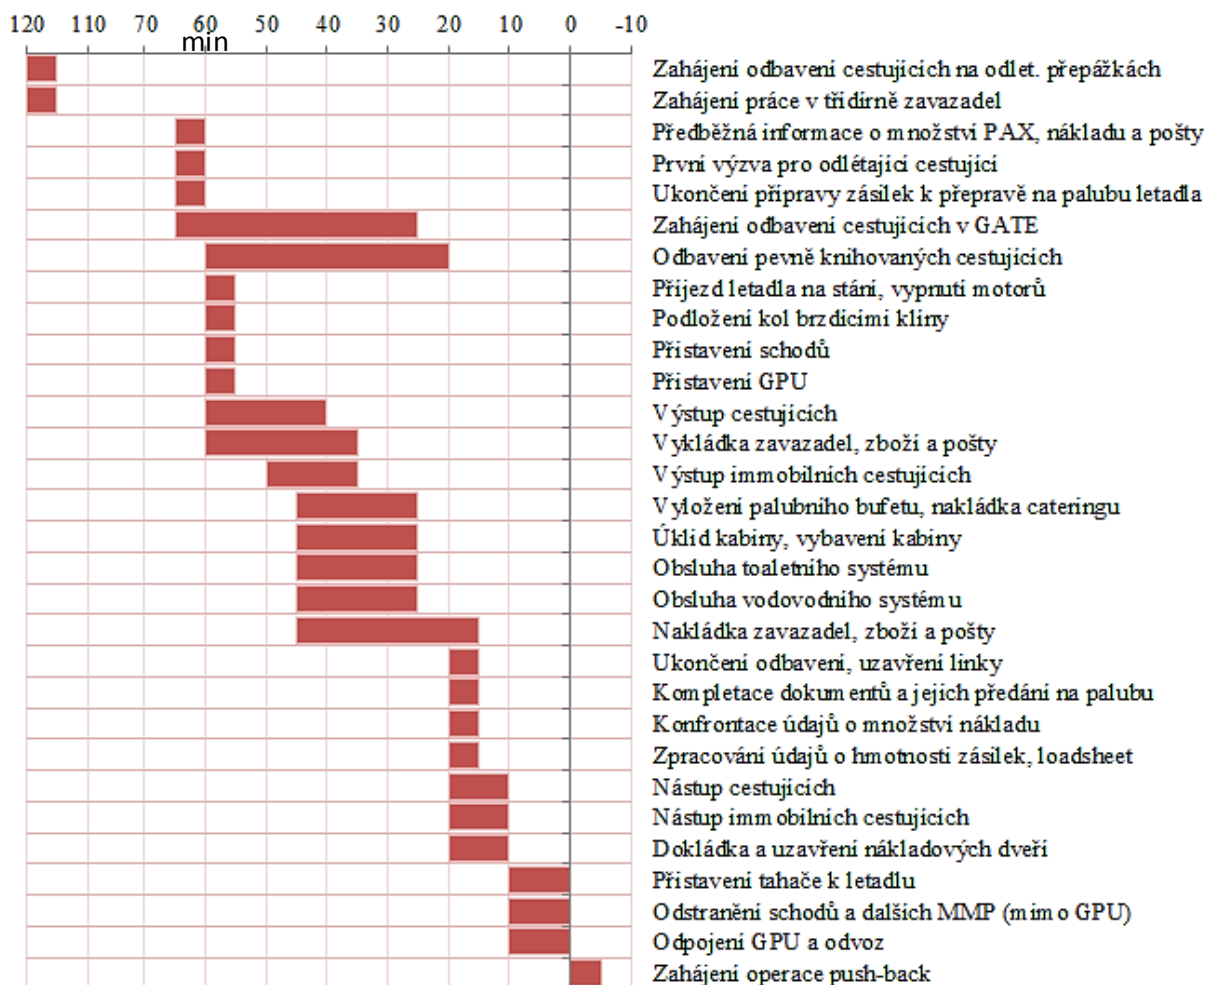 120 110 70 60 50 40 30 20 10 0 -10
min
Zahájení odbavení cestujících na odlet. přepážkách
Zahájení práce v třídírně zavazadel
Předběžná informace o množství PAX, nákladu a pošty
První výzva pro odlétající cestující
Ukončení přípravy zásilek k přepravě na palubu letadla
Zahájení odbavení cestujících v GATE
Odbavení pevně knihovaných cestujících
Příjezd letadla na stání, vypnutí motorů
Podložení kol brzdícími klíny
Přistavení schodů
Přistavení GPU
Výstup cestujících
Vykládka zavazadel, zboží a pošty
Výstup immobilních cestujících
Vyložení palubního bufetu, nakládka cateringu
Úklid kabiny, vybavení kabiny
Obsluha toaletního systému
Obsluha vodovodního systému
Nakládka zavazadel, zboží a pošty
Ukončení odbavení, uzavření linky
Kompletace dokumentů a jejich předání na palubu
Konfrontace údajů o množství nákladu
Zpracování údajů o hmotnosti zásilek, loadsheet
Nástup cestujících
Nástup immobilních cestujících
Dokládka a uzavření nákladových dveří
Přistavení tahače k letadlu
Odstranění schodů a dalších MMP (mimo GPU)
Odpojení GPU a odvoz
Zahájení operace push-back